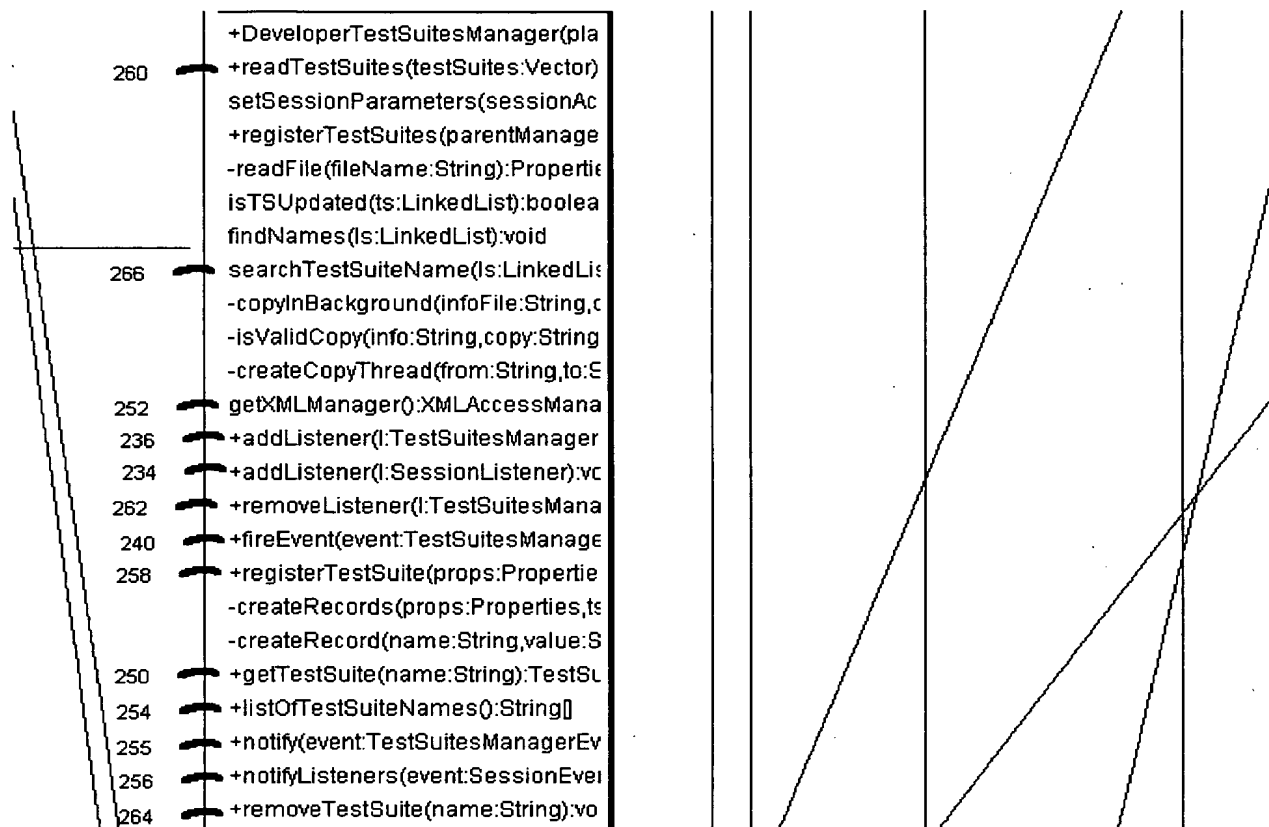 +DeveloperTestSuitesManager(pla
260 +readTestSuites(testSuites:Vector)
setSessionParameters(sessionAc
+registerTestSuites(parentManage
-readFile(fileName:String):Propertie
isTSUpdated(ts:LinkedList):boolea
findNames(ls:LinkedList):void
266 searchTestSuiteName(ls:LinkedLis
-copyInBackground(infoFile:String,c
-isValidCopy(info:String,copy:String
-createCopyThread(from:String,to:S
252 getXMLManager():XMLAccessMana
236 +addListener(l:TestSuitesManager
234 +addListener(l:SessionListener):vo
262 +removeListener(l:TestSuitesMana
240 +fireEvent(event:TestSuitesManage
258 +registerTestSuite(props:Propertie
-createRecords(props:Properties,ts
-createRecord(name:String,value:S
250 +getTestSuite(name:String):TestSu
254 +listOfTestSuiteNames():String[]
255 +notify(event:TestSuitesManagerEv
256 +notifyListeners(event:SessionEver
264 +removeTestSuite(name:String):vo